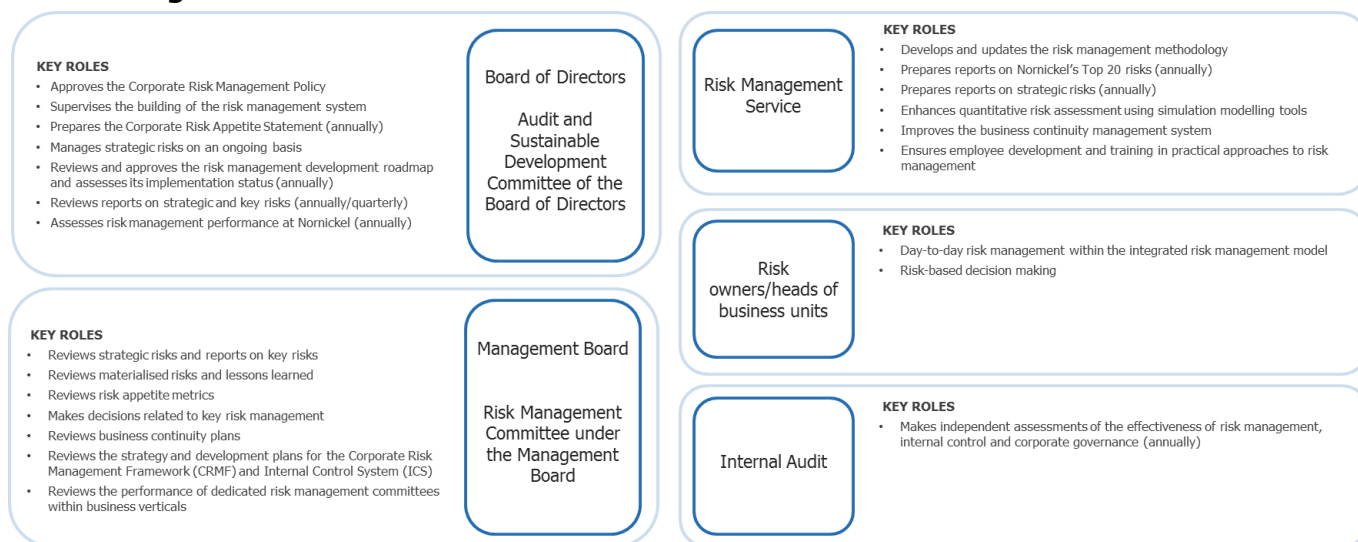 KEY ROLES
• Approves the Corporate Risk Management Policy
• Supervises the building of the risk management system
• Prepares the Corporate Risk Appetite Statement (annually)
• Manages strategic risks on an ongoing basis
• Reviews and approves the risk management development roadmap
and assesses its implementation status (annually)
• Reviews reports on strategic and key risks (annually/quarterly)
• Assesses risk management performance at Nornickel (annually)
Board of Directors
Audit and
Sustainable
Development
Committee of the
Board of Directors
KEY ROLES
• Reviews strategic risks and reports on key risks
• Reviews materialised risks and lessons learned
• Reviews risk appetite metrics
• Makes decisions related to key risk management
• Reviews business continuity plans
• Reviews the strategy and development plans for the Corporate Risk
Management Framework (CRMF) and Internal Control System (ICS)
• Reviews the performance of dedicated risk management committees
within business verticals
Management Board
Risk Management
Committee under
the Management
Board
Risk Management
Service
KEY ROLES
• Develops and updates the risk management methodology
• Prepares reports on Nornickel's Top 20 risks (annually)
• Prepares reports on strategic risks (annually)
• Enhances quantitative risk assessment using simulation modelling tools
• Improves the business continuity management system
• Ensures employee development and training in practical approaches to risk
management
Risk
owners/heads of
business units
KEY ROLES
• Day-to-day risk management within the integrated risk management model
• Risk-based decision making
Internal Audit
KEY ROLES
• Makes independent assessments of the effectiveness of risk management,
internal control and corporate governance (annually)